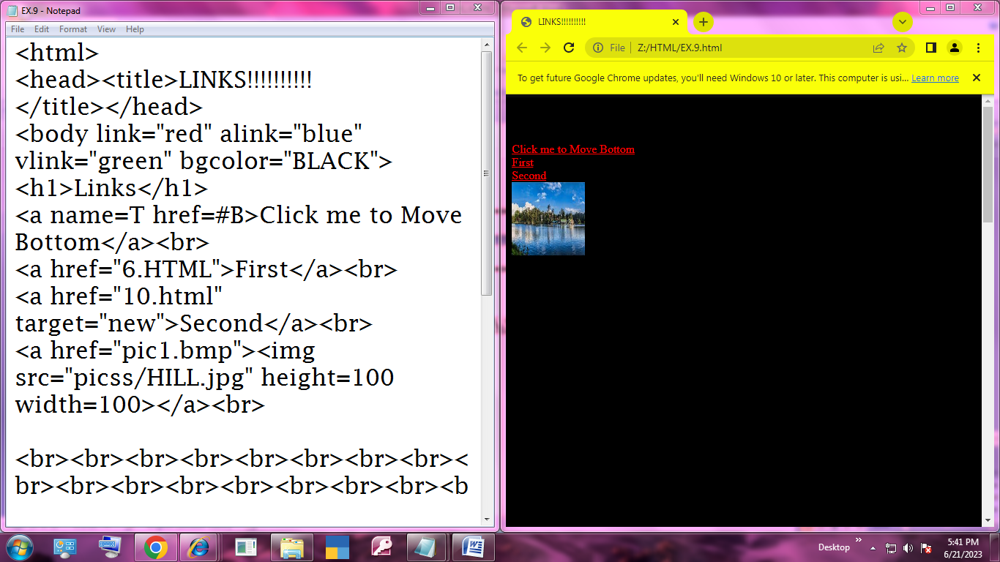 EX.9 - Notepad
File Edit Format View Help
<html>
<head><title>LINKS!!!!!!!!!!
</title></head>
<body link="red" alink="blue"
vlink="green" bgcolor="BLACK">
<h1>Links</h1>
<a name=T href=#B>Click me to Move
Bottom</a><br>
<a href="6.HTML">First</a><br>
<a href="10.html"
target="new">Second</a><br>
<a href="pic1.bmp"><img
src="picss/HILL.jpg" height=100
width=100></a><br>
<br><br><br><br><br><br><br><br><
br><br><br><br><br><br><br><br><b
LINKS!!!!!!!!!!
File Z:/HTML/EX.9.html
To get future Google Chrome updates, you'll need Windows 10 or later. This computer is usi... Learn more
Click me to Move Bottom
First
Second
Desktop
5:41 PM
6/21/2023